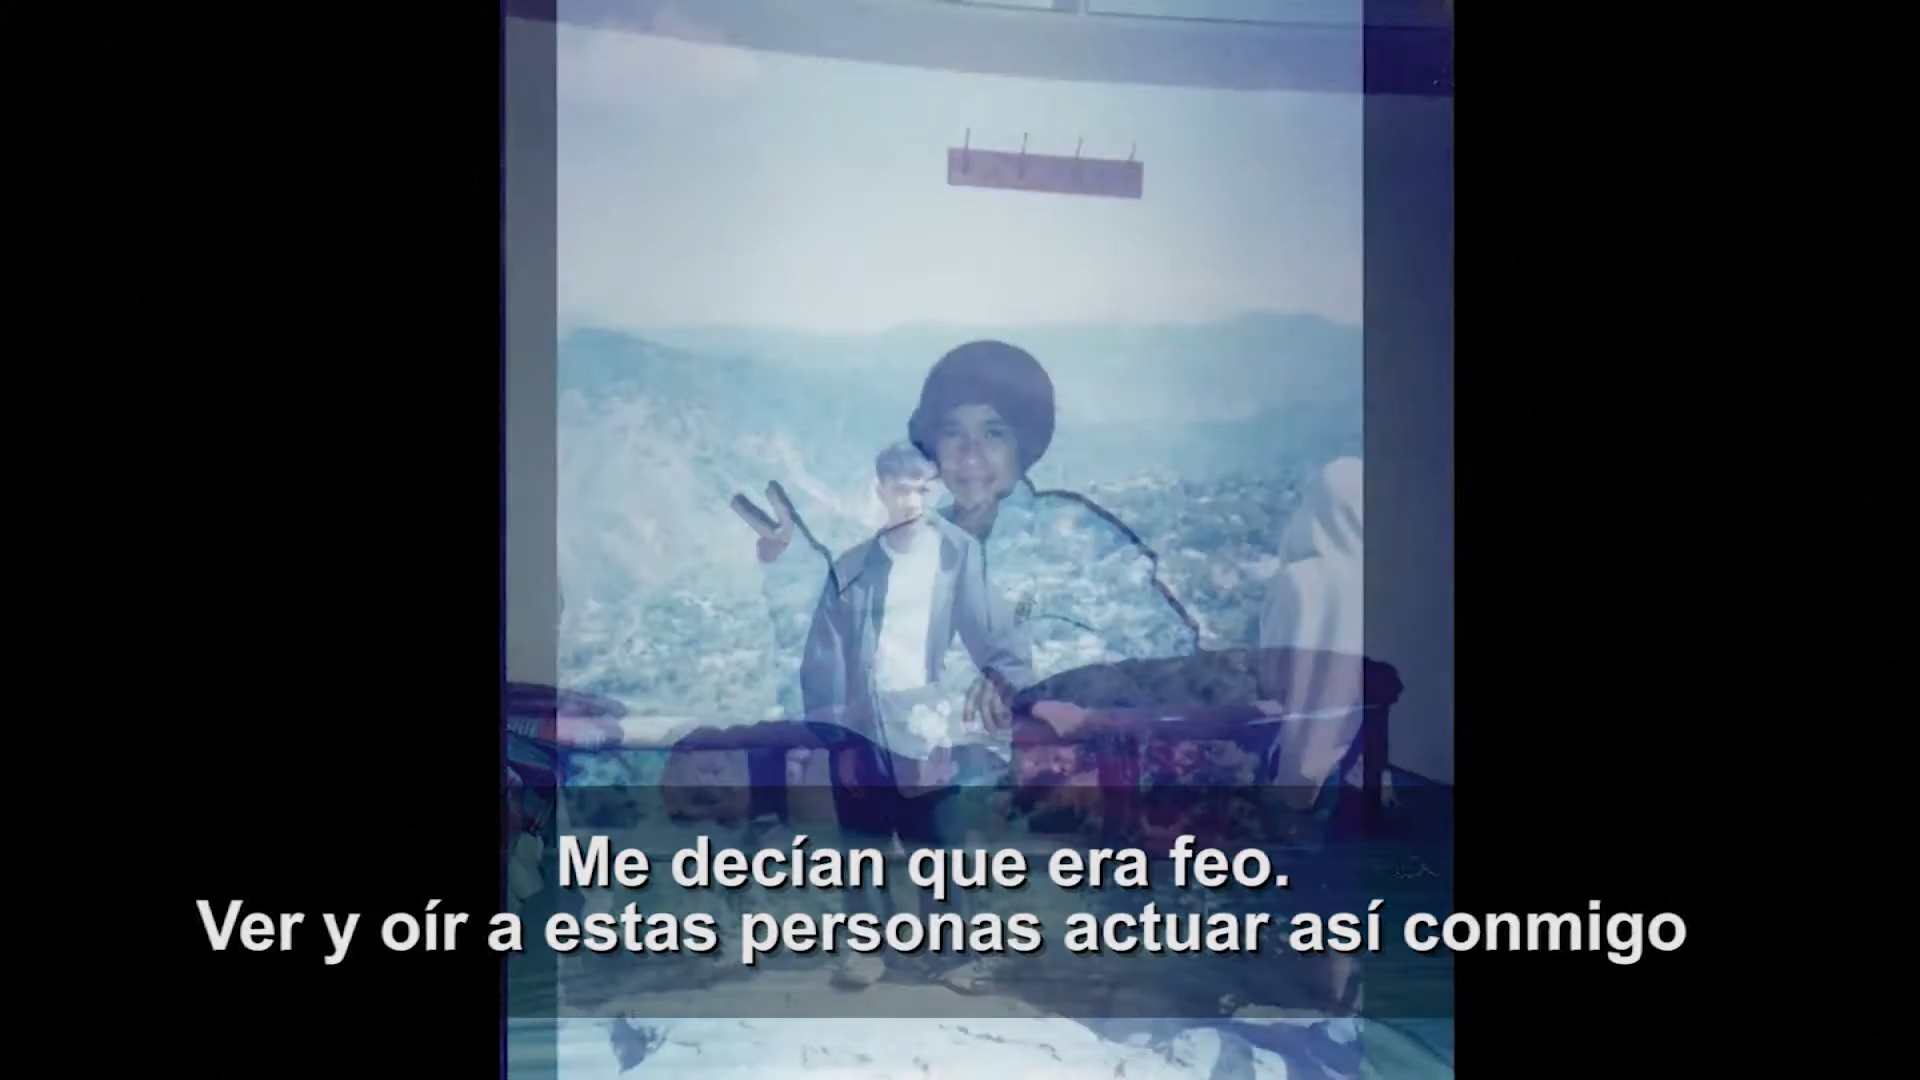 Me decían que era feo.
Ver y oír a estas personas actuar así conmigo